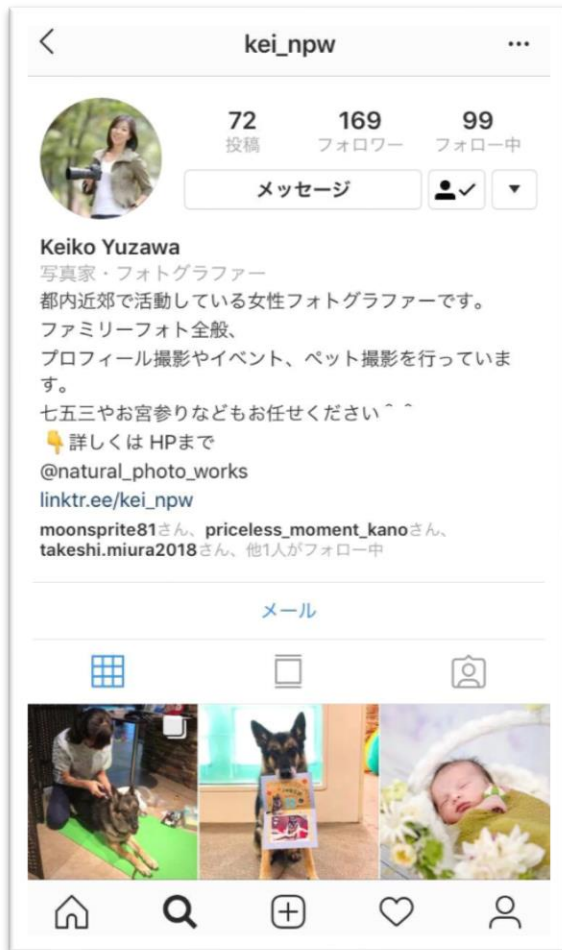 kei_npw
72 169 99
投稿 フォロワー フォロー中
メッセージ
Keiko Yuzawa
写真家・フォトグラファー
都内近郊で活動している女性フォトグラファーです。
ファミリーフォト全般、
プロフィール撮影やイベント、ペット撮影を行っていま
す。
七五三やお宮参りなどもお任せください＾＾
👇詳しくは HPまで
@natural_photo_works
linktr.ee/kei_npw
moonsprite81さん、priceless_moment_kanoさん、
takeshi.miura2018さん、他1人がフォロー中
メール